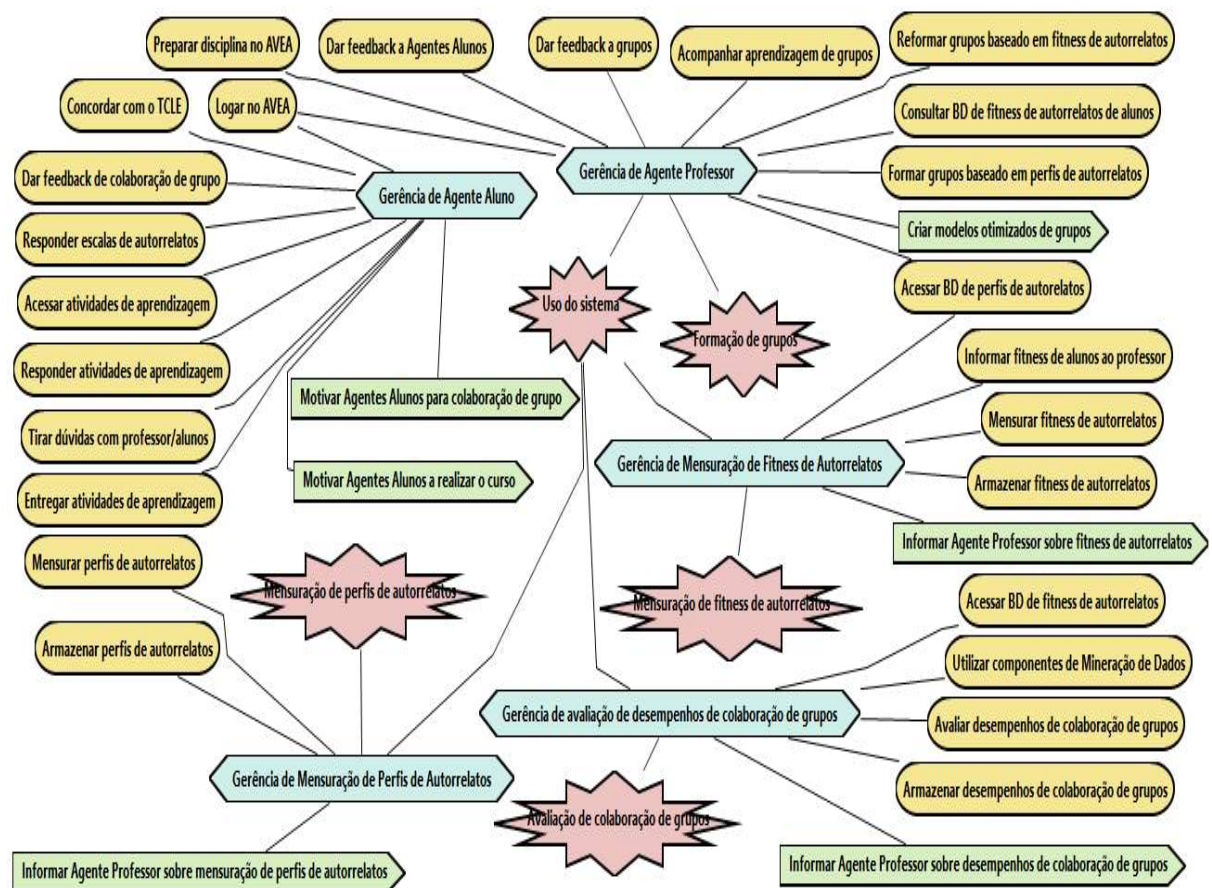 Preparar disciplina no AVEA
Dar feedback a Agentes Alunos
Dar feedback a grupos
Acompanhar aprendizagem de grupos
Reformar grupos baseado em fitness de autorrelatos
Concordar com o TCLE
Logar no AVEA
Consultar BD de fitness de autorrelatos de alunos
Gerência de Agente Professor
Formar grupos baseado em perfis de autorrelatos
Dar feedback de colaboração de grupo
Gerência de Agente Aluno
Criar modelos otimizados de grupos
Responder escalas de autorrelatos
Acessar BD de perfis de autorelatos
Acessar atividades de aprendizagem
Uso do sistema
Formação de grupos
Informar fitness de alunos ao professor
Responder atividades de aprendizagem
Motivar Agentes Alunos para colaboração de grupo
Mensurar fitness de autorrelatos
Tirar dúvidas com professor/alunos
Gerência de Mensuração de Fitness de Autorrelatos
Motivar Agentes Alunos a realizar o curso
Armazenar fitness de autorrelatos
Entregar atividades de aprendizagem
Informar Agente Professor sobre fitness de autorrelatos
Mensurar perfis de autorrelatos
Mensuração de perfis de autorrelatos
Mensuração de fitness de autorrelatos
Acessar BD de fitness de autorrelatos
Armazenar perfis de autorrelatos
Utilizar componentes de Mineração de Dados
Gerência de avaliação de desempenhos de colaboração de grupos
Avaliar desempenhos de colaboração de grupos
Gerência de Mensuração de Perfis de Autorrelatos
Armazenar desempenhos de colaboração de grupos
Avaliação de colaboração de grupos
Informar Agente Professor sobre mensuração de perfis de autorrelatos
Informar Agente Professor sobre desempenhos de colaboração de grupos